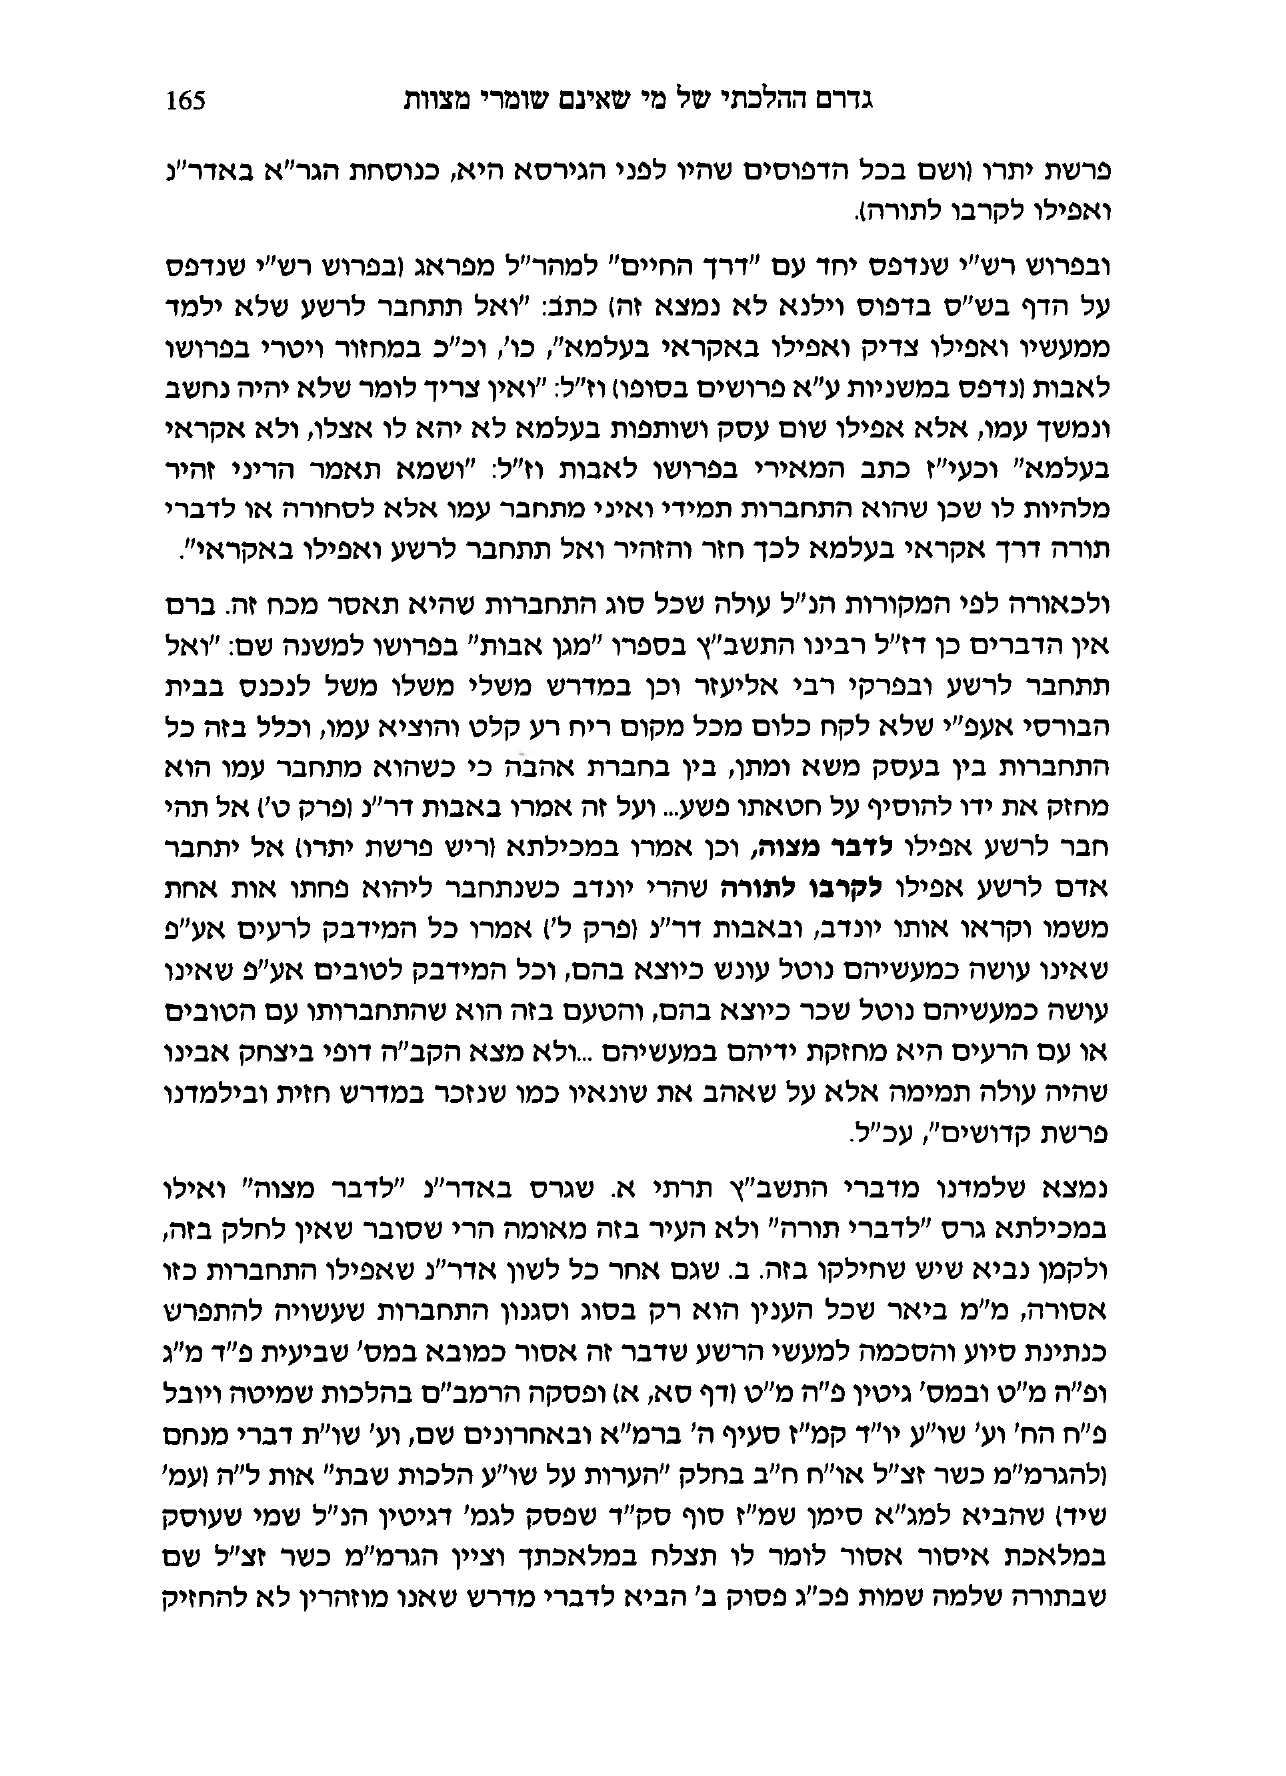 גדרם ההלכתי של מי שאינם שומרי מצוות 165
פרשת יתרו (ושם בכל הדפוסים שהיו לפני הגירסא היא, כנוסחת הגר"א באדר"נ
ואפילו לקרבו לתורה).
ובפרוש רש"י שנדפס יחד עם "דרך החיים" למהר"ל מפראג (בפרוש רש"י שנדפס
על הדף בש"ס בדפוס וילנא לא נמצא זה) כתב: "ואל תתחבר לרשע שלא ילמד
ממעשיו ואפילו צדיק ואפילו באקראי בעלמא", כו', וכ"כ במחזור ויטרי בפרושו
לאבות (נדפס במשניות ע"א פרושים בסופו) וז"ל: "ואין צריך לומר שלא יהיה נחשב
ונמשך עמו, אלא אפילו שום עסק ושותפות בעלמא לא יהא לו אצלו, ולא אקראי
בעלמא" וכעי"ז כתב המאירי בפרושו לאבות וז"ל: "ושמא תאמר הריני זהיר
מלהיות לו שכן שהוא התחברות תמידי ואיני מתחבר עמו אלא לסחורה או לדברי
תורה דרך אקראי בעלמא לכך חזר והזהיר ואל תתחבר לרשע ואפילו באקראי".
ולכאורה לפי המקורות הנ"ל עולה שכל סוג התחברות שהיא תאסר מכח זה. ברם
אין הדברים כן דז"ל רבינו התשב"ץ בספרו "מגן אבות" בפרושו למשנה שם: "ואל
תתחבר לרשע ובפרקי רבי אליעזר וכן במדרש משלי משלו משל לנכנס בבית
הבורסי אעפ"י שלא לקח כלום מכל מקום ריח רע קלט והוציא עמו, וכלל בזה כל
התחברות בין בעסק משא ומתן, בין בחברת אהבה כי כשהוא מתחבר עמו הוא
מחזק את ידו להוסיף על חטאתו פשע... ועל זה אמרו באבות דר"נ (פרק ט') אל תהי
חבר לרשע אפילו לדבר מצוה, וכן אמרו במכילתא (ריש פרשת יתרו) אל יתחבר
אדם לרשע אפילו לקרבו לתורה שהרי יונדב כשנתחבר ליהוא פחתו אות אחת
משמו וקראו אותו יונדב, ובאבות דר"נ (פרק ל') אמרו כל המידבק לרעים אע"פ
שאינו עושה כמעשיהם נוטל עונש כיוצא בהם, וכל המידבק לטובים אע"פ שאינו
עושה כמעשיהם נוטל שכר כיוצא בהם, והטעם בזה הוא שהתחברותו עם הטובים
או עם הרעים היא מחזקת ידיהם במעשיהם ...ולא מצא הקב"ה דופי ביצחק אבינו
שהיה עולה תמימה אלא על שאהב את שונאיו כמו שנזכר במדרש חזית ובילמדנו
פרשת קדושים", עכ"ל.
נמצא שלמדנו מדברי התשב"ץ תרתי א. שגרס באדר"נ "לדבר מצוה" ואילו
במכילתא גרס "לדברי תורה" ולא העיר בזה מאומה הרי שסובר שאין לחלק בזה,
ולקמן נביא שיש שחילקו בזה. ב. שגם אחר כל לשון אדר"נ שאפילו התחברות כזו
אסורה, מ"מ ביאר שכל הענין הוא רק בסוג וסגנון התחברות שעשויה להתפרש
כנתינת סיוע והסכמה למעשי הרשע שדבר זה אסור כמובא במס' שביעית פ"ד מ"ג
ופ"ה מ"ט ובמס' גיטין פ"ה מ"ט (דף סא, א) ופסקה הרמב"ם בהלכות שמיטה ויובל
פ"ח הח' וע' שו"ע יו"ד קמ"ז סעיף ה' ברמ"א ובאחרונים שם, וע' שו"ת דברי מנחם
(להגרמ"מ כשר זצ"ל או"ח ח"ב בחלק "הערות על שו"ע הלכות שבת" אות ל"ה (עמ'
שיד) שהביא למג"א סימן שמ"ז סוף סק"ד שפסק לגמ' דגיטין הנ"ל שמי שעוסק
במלאכת איסור אסור לומר לו תצלח במלאכתך וציין הגרמ"מ כשר זצ"ל שם
שבתורה שלמה שמות פכ"ג פסוק ב' הביא לדברי מדרש שאנו מוזהרין לא להחזיק